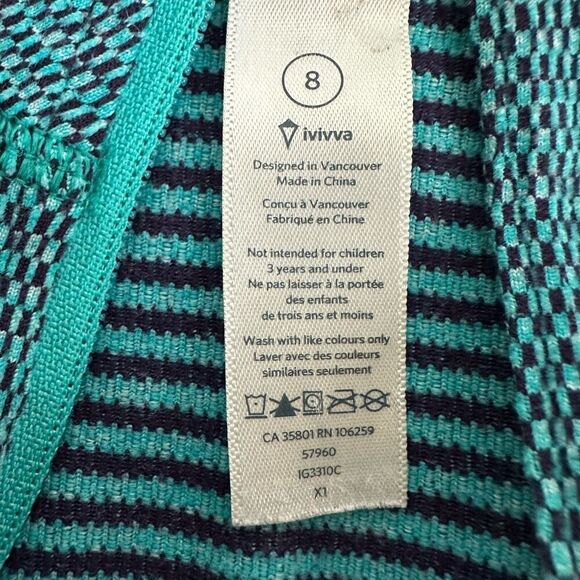 8
ivivva
Designed in Vancouver
Made in China
Conçu à Vancouver
Fabriqué en Chine
Not intended for children
3 years and under
Ne pas laisser à la portée
des enfants
de trois ans et moins
Wash with like colours only
Laver avec des couleurs
similaires seulement
CA 35801 RN 106259
57960
IG3310C
X1